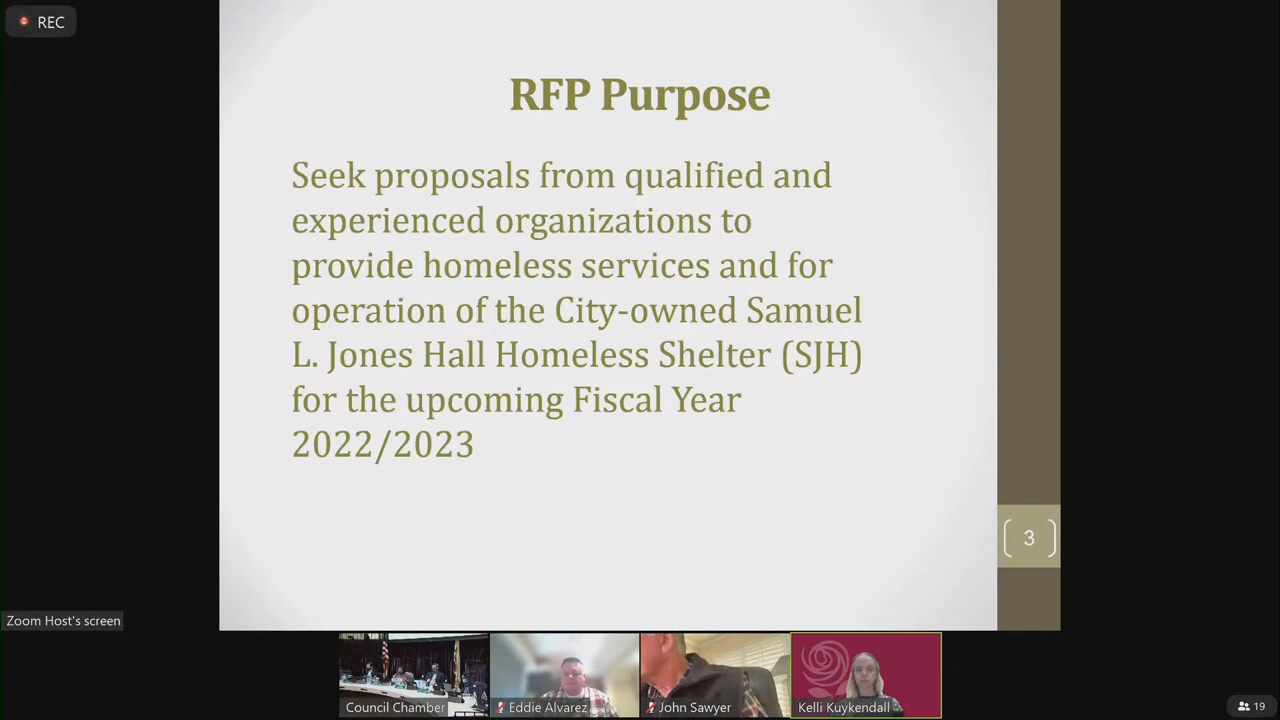 REC
RFP Purpose
Seek proposals from qualified and
experienced organizations to
provide homeless services and for
operation of the City-owned Samuel
L. Jones Hall Homeless Shelter (SJH)
for the upcoming Fiscal Year
2022/2023
3
Zoom Host's screen
Council Chamber
Eddie Alvarez
John Sawyer
Kelli Kuykendall
19